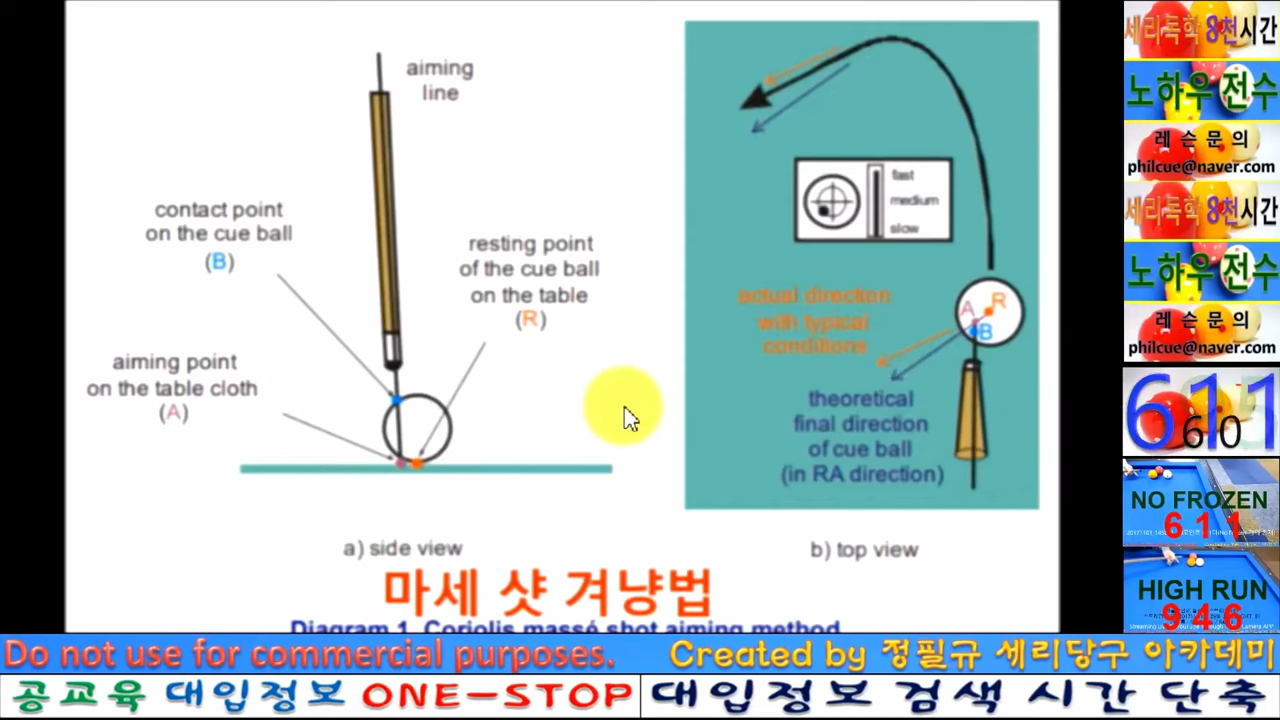 aiming
line
contact point
on the cue ball
(B)
resting point
of the cue ball
on the table
(R)
aiming point
on the table cloth
(A)
a) side view
fast
medium
slow
A
R
B
actual direction
with typical
conditions
theoretical
final direction
of cue ball
(in RA direction)
b) top view
마세 샷 겨냥법
Diagram 1
massé shot aiming method
Do not use for commercial purposes.
Created by 정필규 세리당구 아카데미
공교육 대입정보 ONE-STOP
대입정보 검색 시간 단축
세리독학 8천시간
노하우 전수
레슨문의
philcue@naver.com
세리독학 8천시간
노하우 전수
레슨문의
philcue@naver.com
611
NO FROZEN
611
HIGH RUN
946